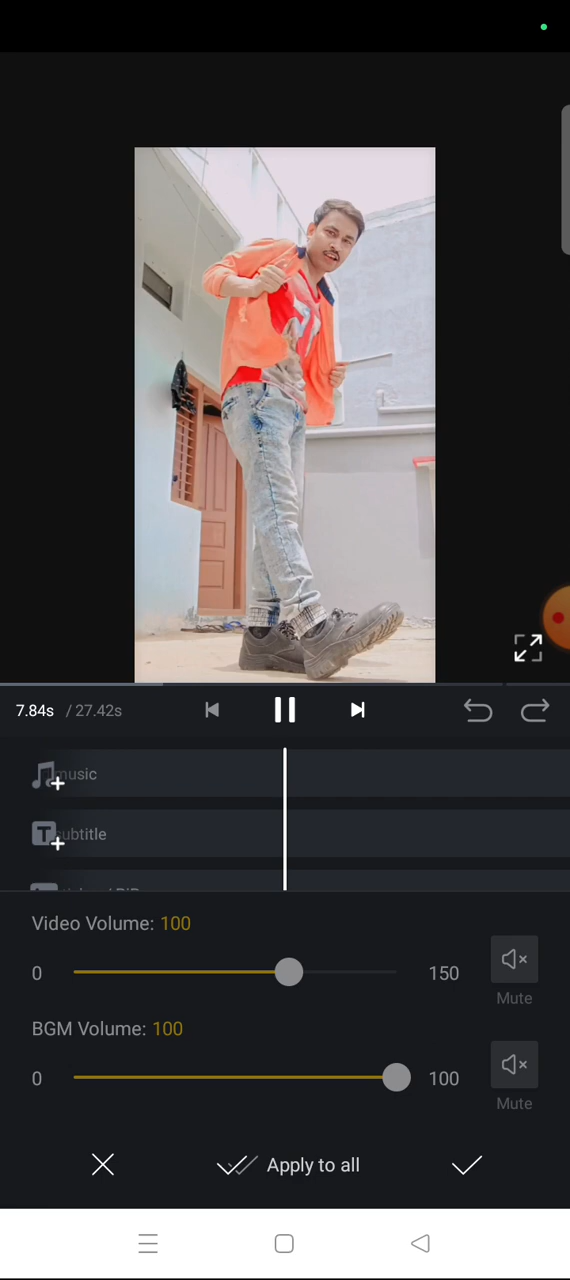 7.84s / 27.42s
music
subtitle
Video Volume: 100
0 150
Mute
BGM Volume: 100
0 100
Mute
Apply to all